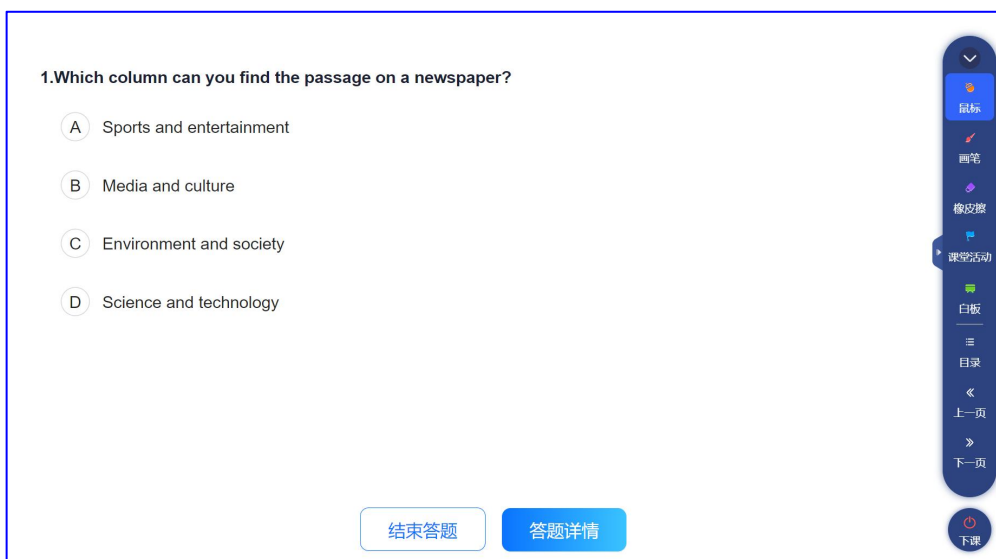 1.Which column can you find the passage on a newspaper?
A Sports and entertainment
B Media and culture
C Environment and society
D Science and technology
结束答题
答题详情
鼠标
画笔
橡皮擦
课堂活动
白板
目录
上一页
下一页
下课